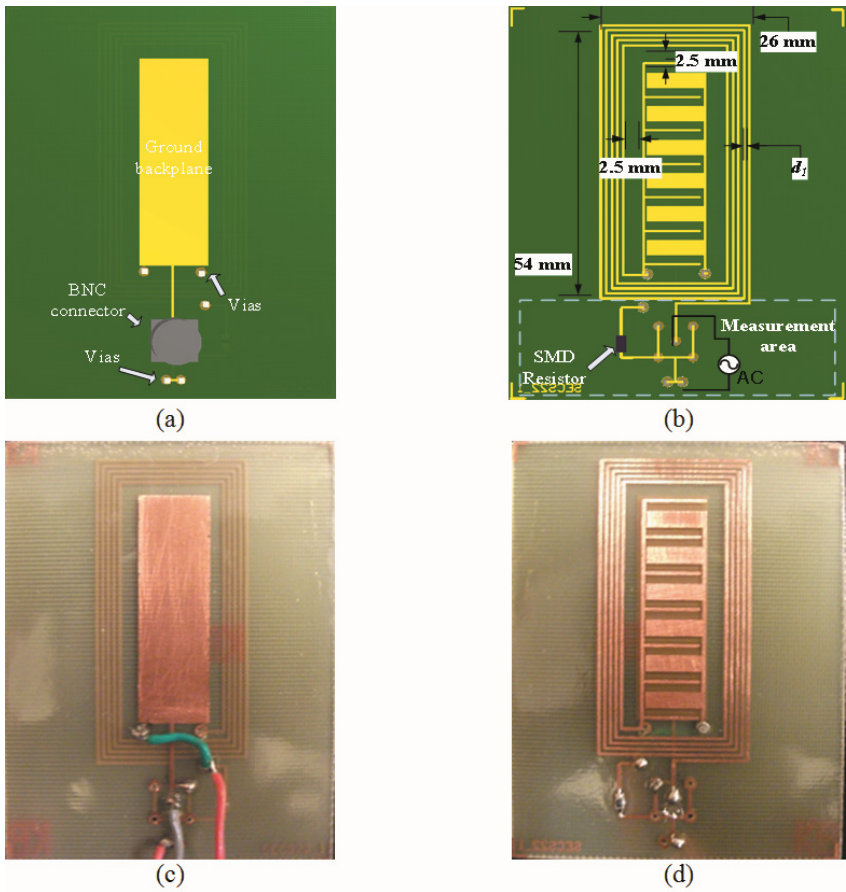 Ground
backplane
BNC
connector
Vias
Vias
(a)
26 mm
2.5 mm
2.5 mm
d1
54 mm
Measurement
area
SMD
Resistor
AC
SEC522_1
(b)
(c)
(d)